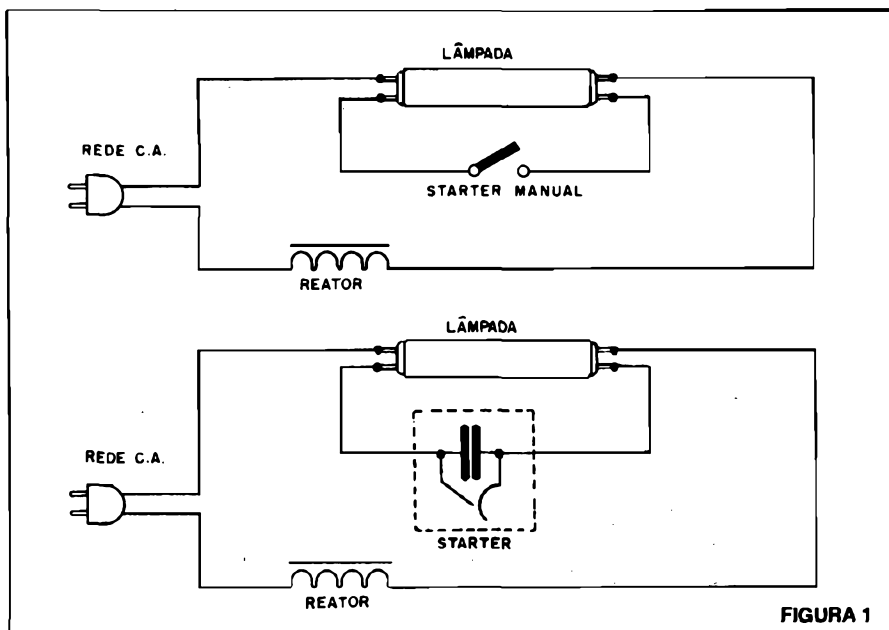 LÂMPADA
REDE C.A.
STARTER MANUAL
REATOR
LÂMPADA
REDE C.A.
STARTER
REATOR
FIGURA 1